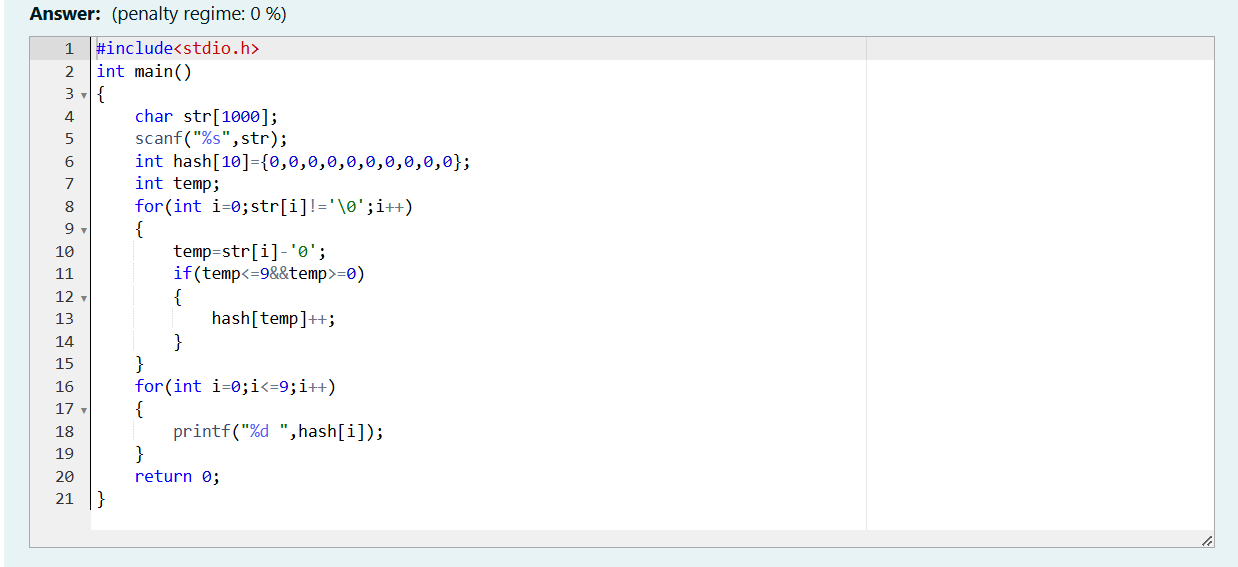 Answer: (penalty regime: 0 %)
1 #include<stdio.h>
2 int main()
3 {
4     char str[1000];
5     scanf("%s",str);
6     int hash[10]={0,0,0,0,0,0,0,0,0,0};
7     int temp;
8     for(int i=0;str[i]!='\0';i++)
9     {
10         temp=str[i]-'0';
11         if(temp<=9&&temp>=0)
12         {
13             hash[temp]++;
14         }
15     }
16     for(int i=0;i<=9;i++)
17     {
18         printf("%d ",hash[i]);
19     }
20     return 0;
21 }